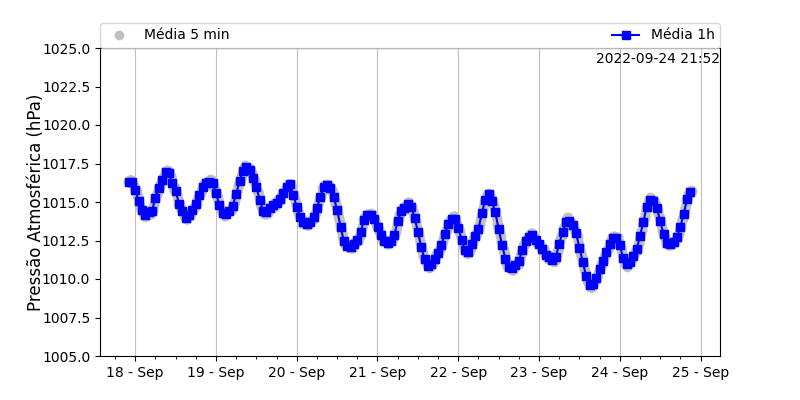 Média 5 min
Média 1h
2022-09-24 21:52
Pressão Atmosférica (hPa)
1025.0
1022.5
1020.0
1017.5
1015.0
1012.5
1010.0
1007.5
1005.0
18 - Sep
19 - Sep
20 - Sep
21 - Sep
22 - Sep
23 - Sep
24 - Sep
25 - Sep